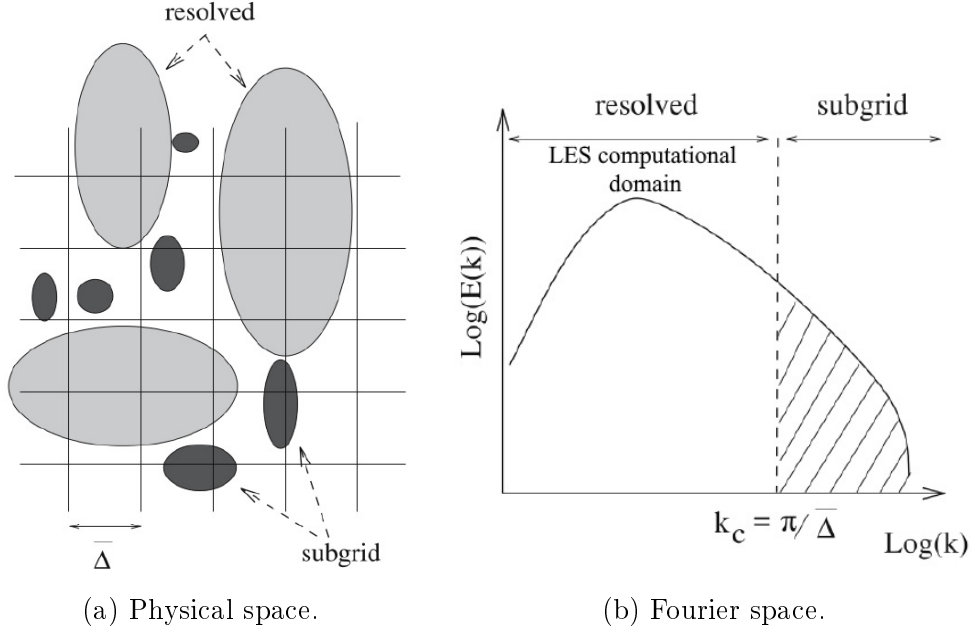 resolved
subgrid
Δ̅
(a) Physical space.
resolved
subgrid
LES computational
domain
Log(E(k))
k_c = π/Δ̅
Log(k)
(b) Fourier space.